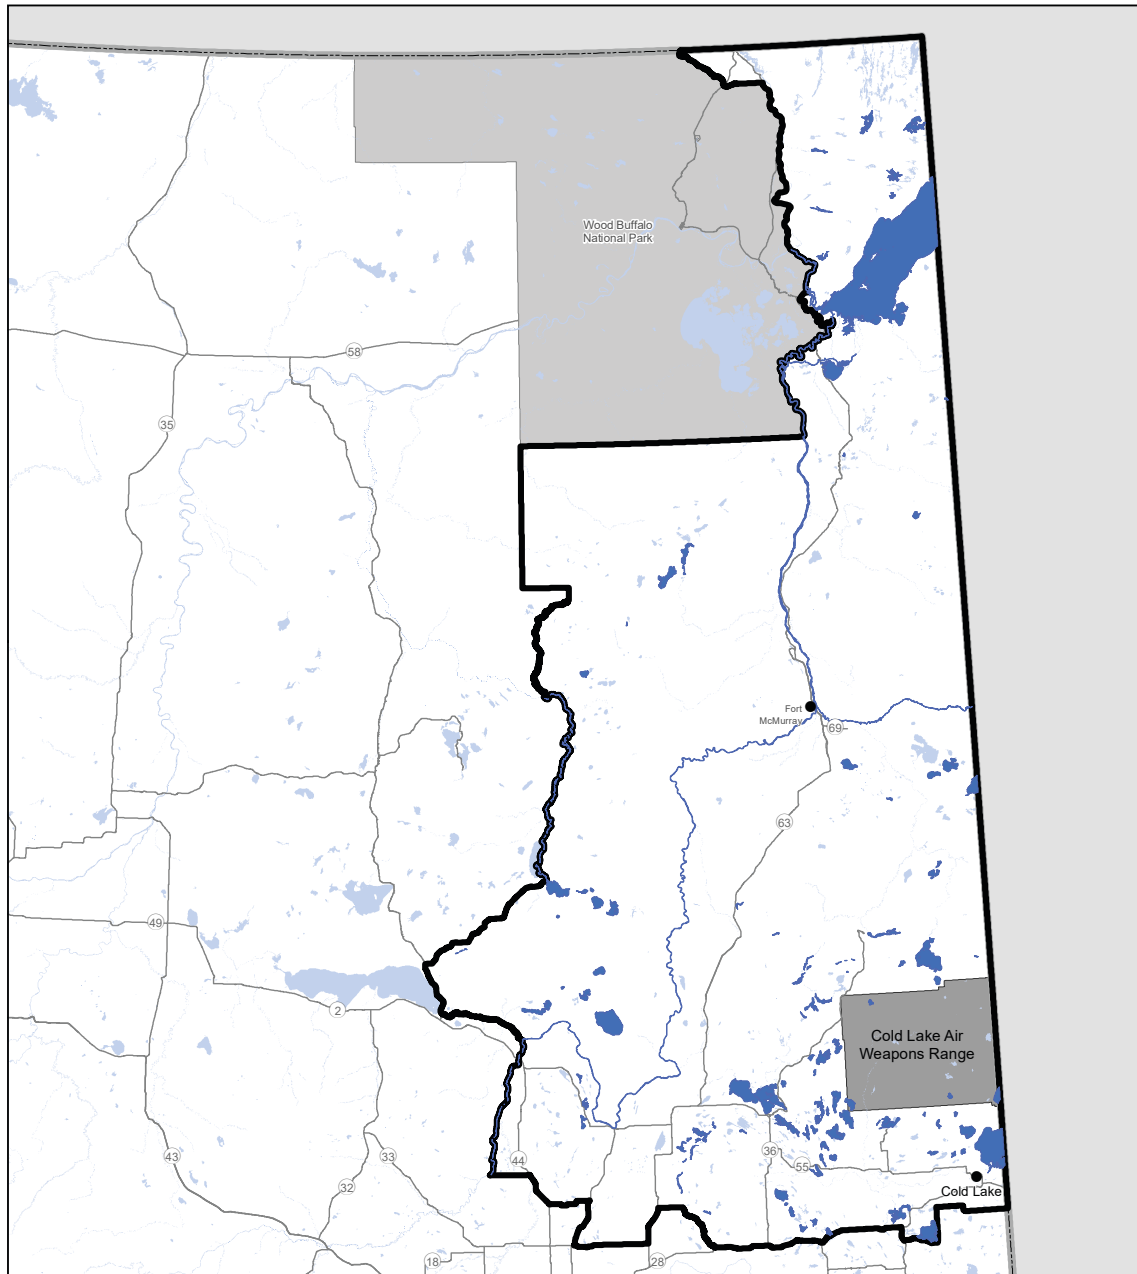 Wood Buffalo
National Park
58
35
Fort
McMurray
69
63
49
2
Cold Lake Air
Weapons Range
43
33
44
36
55
32
Cold Lake
18
28